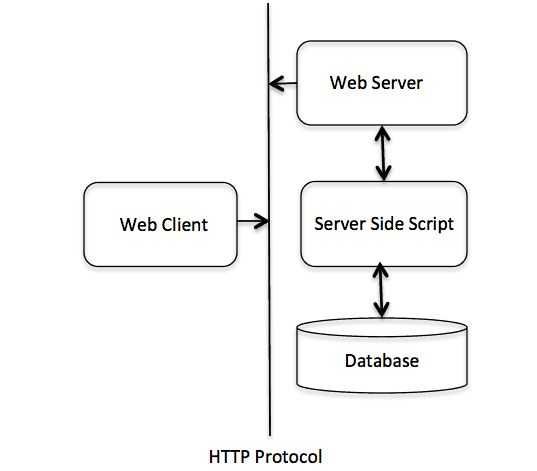 Web Server
Web Client
Server Side Script
Database
HTTP Protocol